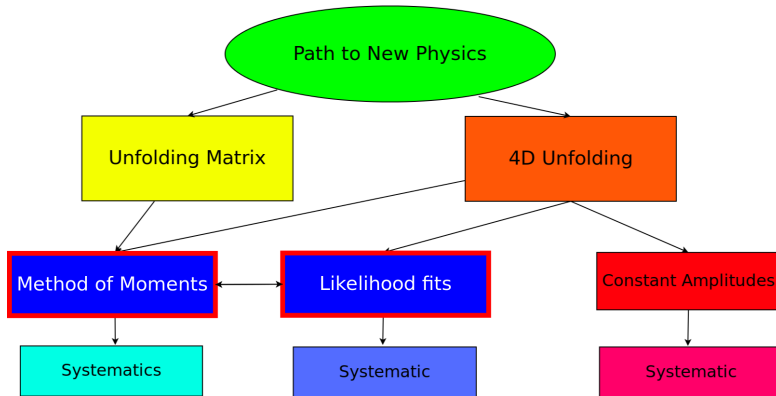 Path to New Physics
Unfolding Matrix
4D Unfolding
Method of Moments
Likelihood fits
Constant Amplitudes
Systematics
Systematic
Systematic